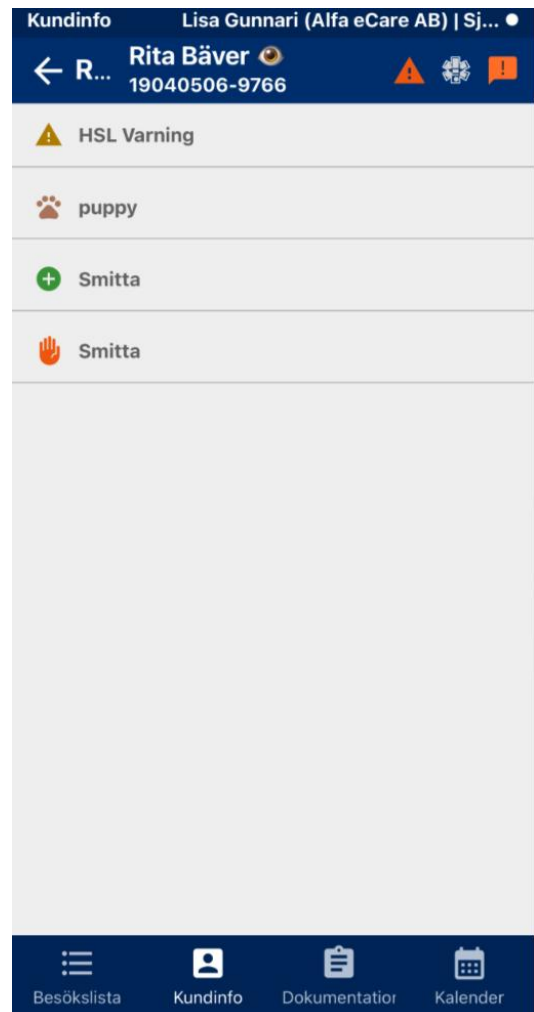 Kundinfo Lisa Gunnari (Alfa eCare AB) | Sj...
R... Rita Bäver
19040506-9766
HSL Varning
puppy
Smitta
Smitta
Besökslista Kundinfo Dokumentation Kalender